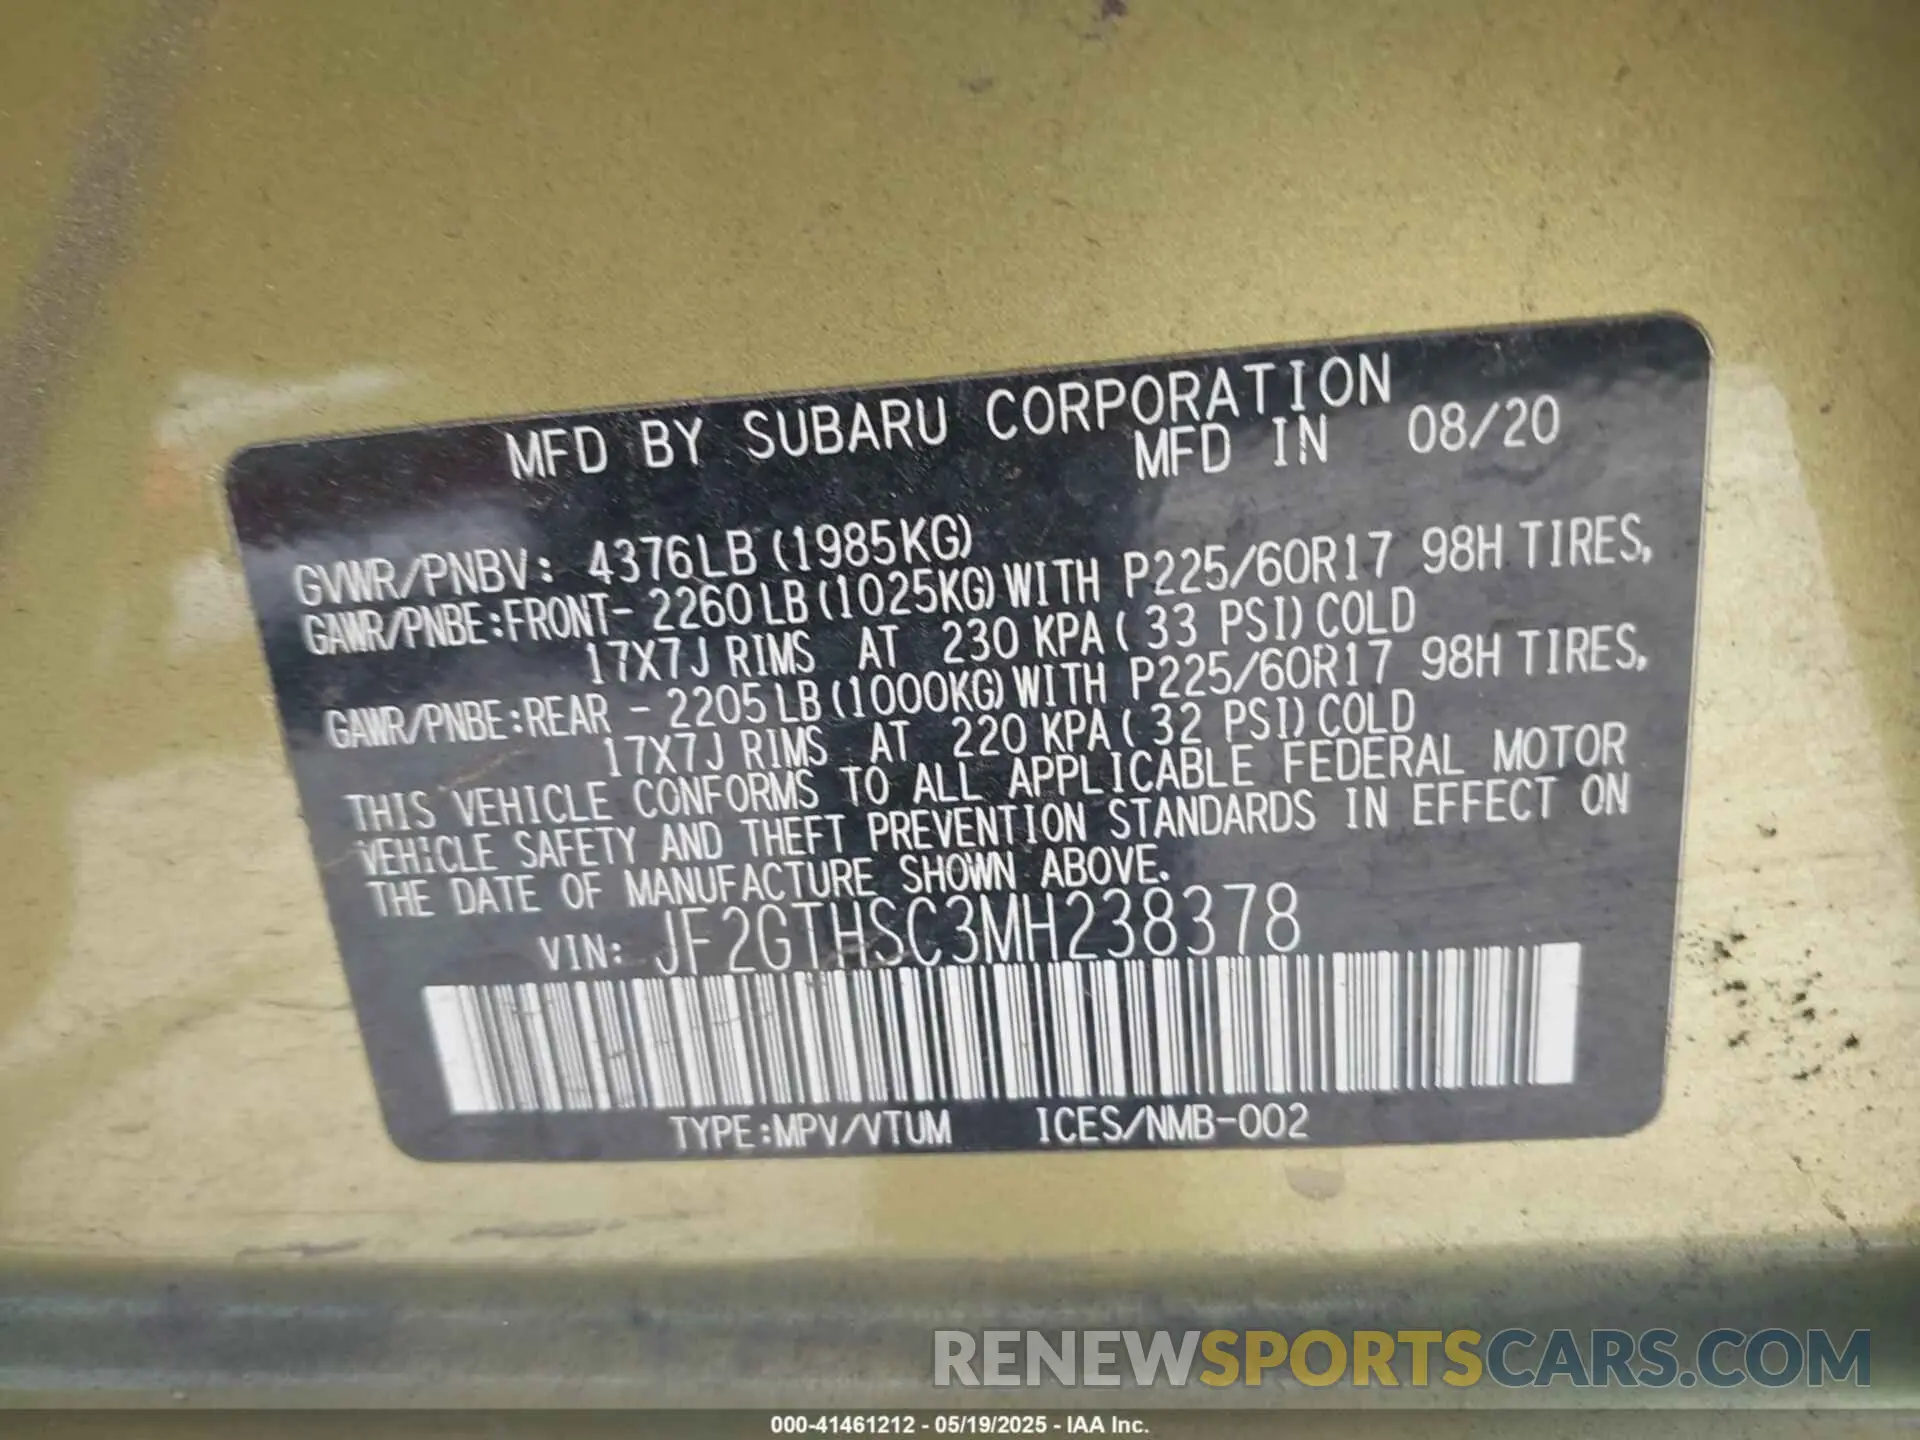 MFD BY SUBARU CORPORATION
MFD IN 08/20
GVWR/PNBV: 4376LB (1985KG)
GAWR/PNBE:FRONT- 2260LB (1025KG) WITH P225/60R17 98H TIRES,
17X7J RIMS AT 230 KPA ( 33 PSI) COLD
GAWR/PNBE:REAR - 2205LB (1000KG) WITH P225/60R17 98H TIRES,
17X7J RIMS AT 220 KPA ( 32 PSI) COLD
THIS VEHICLE CONFORMS TO ALL APPLICABLE FEDERAL MOTOR
VEHICLE SAFETY AND THEFT PREVENTION STANDARDS IN EFFECT ON
THE DATE OF MANUFACTURE SHOWN ABOVE.
VIN: JF2GTHSC3MH238378
TYPE:MPV/VTUM ICES/NMB-002
RENEWSPORTSCARS.COM
000-41461212 - 05/19/2025 - IAA Inc.